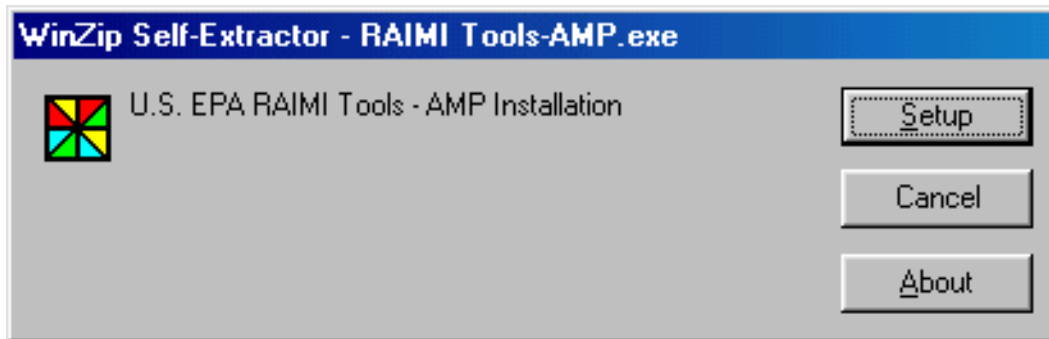 WinZip Self-Extractor - RAIMI Tools-AMP.exe
U.S. EPA RAIMI Tools - AMP Installation
Setup
Cancel
About